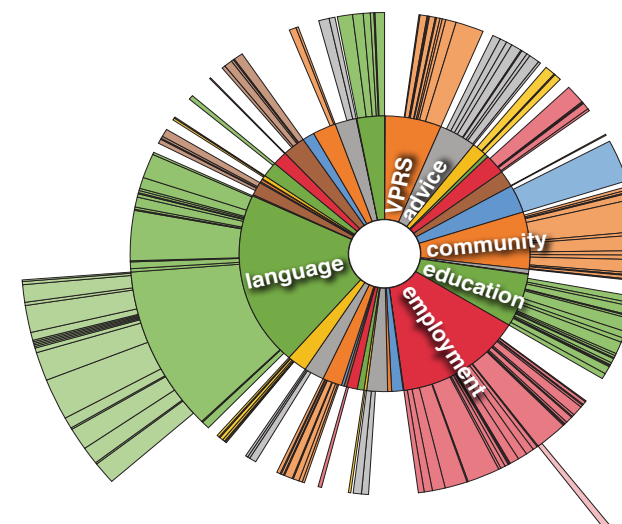 VPRS
advice
community
education
employment
language